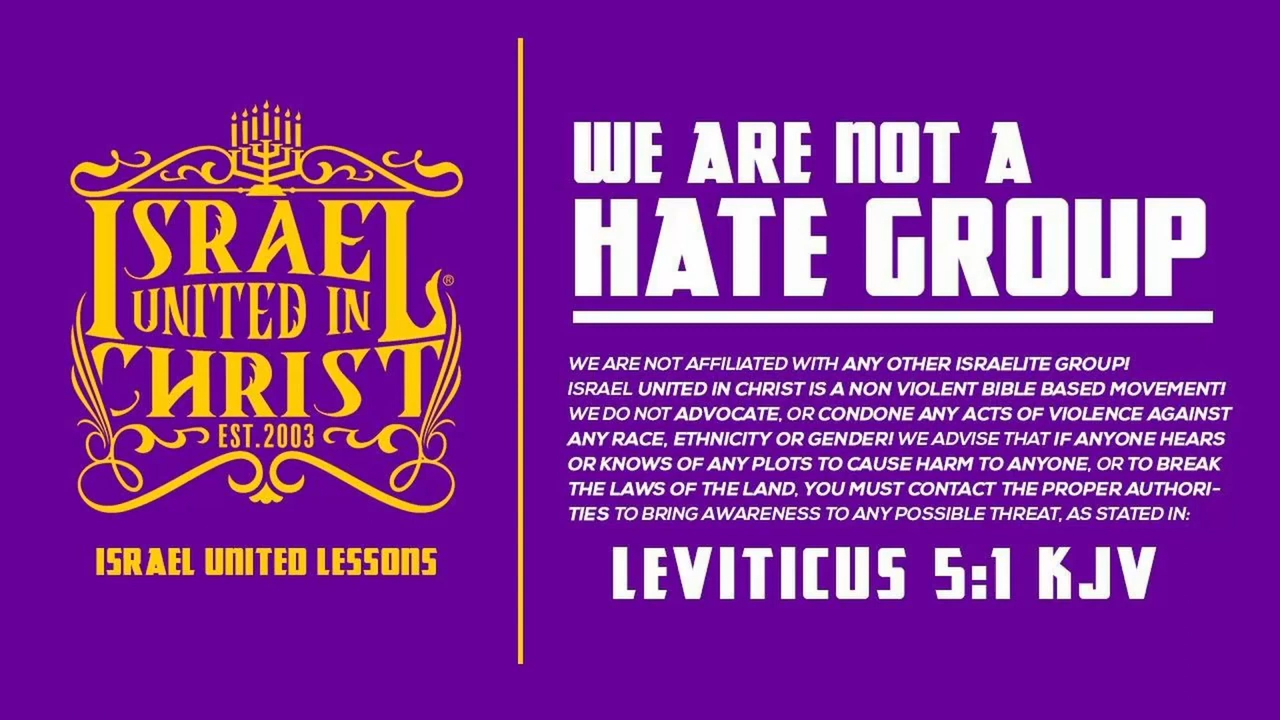 ISRAEL
UNITED IN
CHRIST
EST. 2003
®
ISRAEL UNITED LESSONS
WE ARE NOT A
HATE GROUP
WE ARE NOT AFFILIATED WITH ANY OTHER ISRAELITE GROUP!
ISRAEL UNITED IN CHRIST IS A NON VIOLENT BIBLE BASED MOVEMENT!
WE DO NOT ADVOCATE, OR CONDONE ANY ACTS OF VIOLENCE AGAINST
ANY RACE, ETHNICITY OR GENDER! WE ADVISE THAT IF ANYONE HEARS
OR KNOWS OF ANY PLOTS TO CAUSE HARM TO ANYONE, OR TO BREAK
THE LAWS OF THE LAND, YOU MUST CONTACT THE PROPER AUTHORI-
TIES TO BRING AWARENESS TO ANY POSSIBLE THREAT, AS STATED IN:
LEVITICUS 5:1 KJV